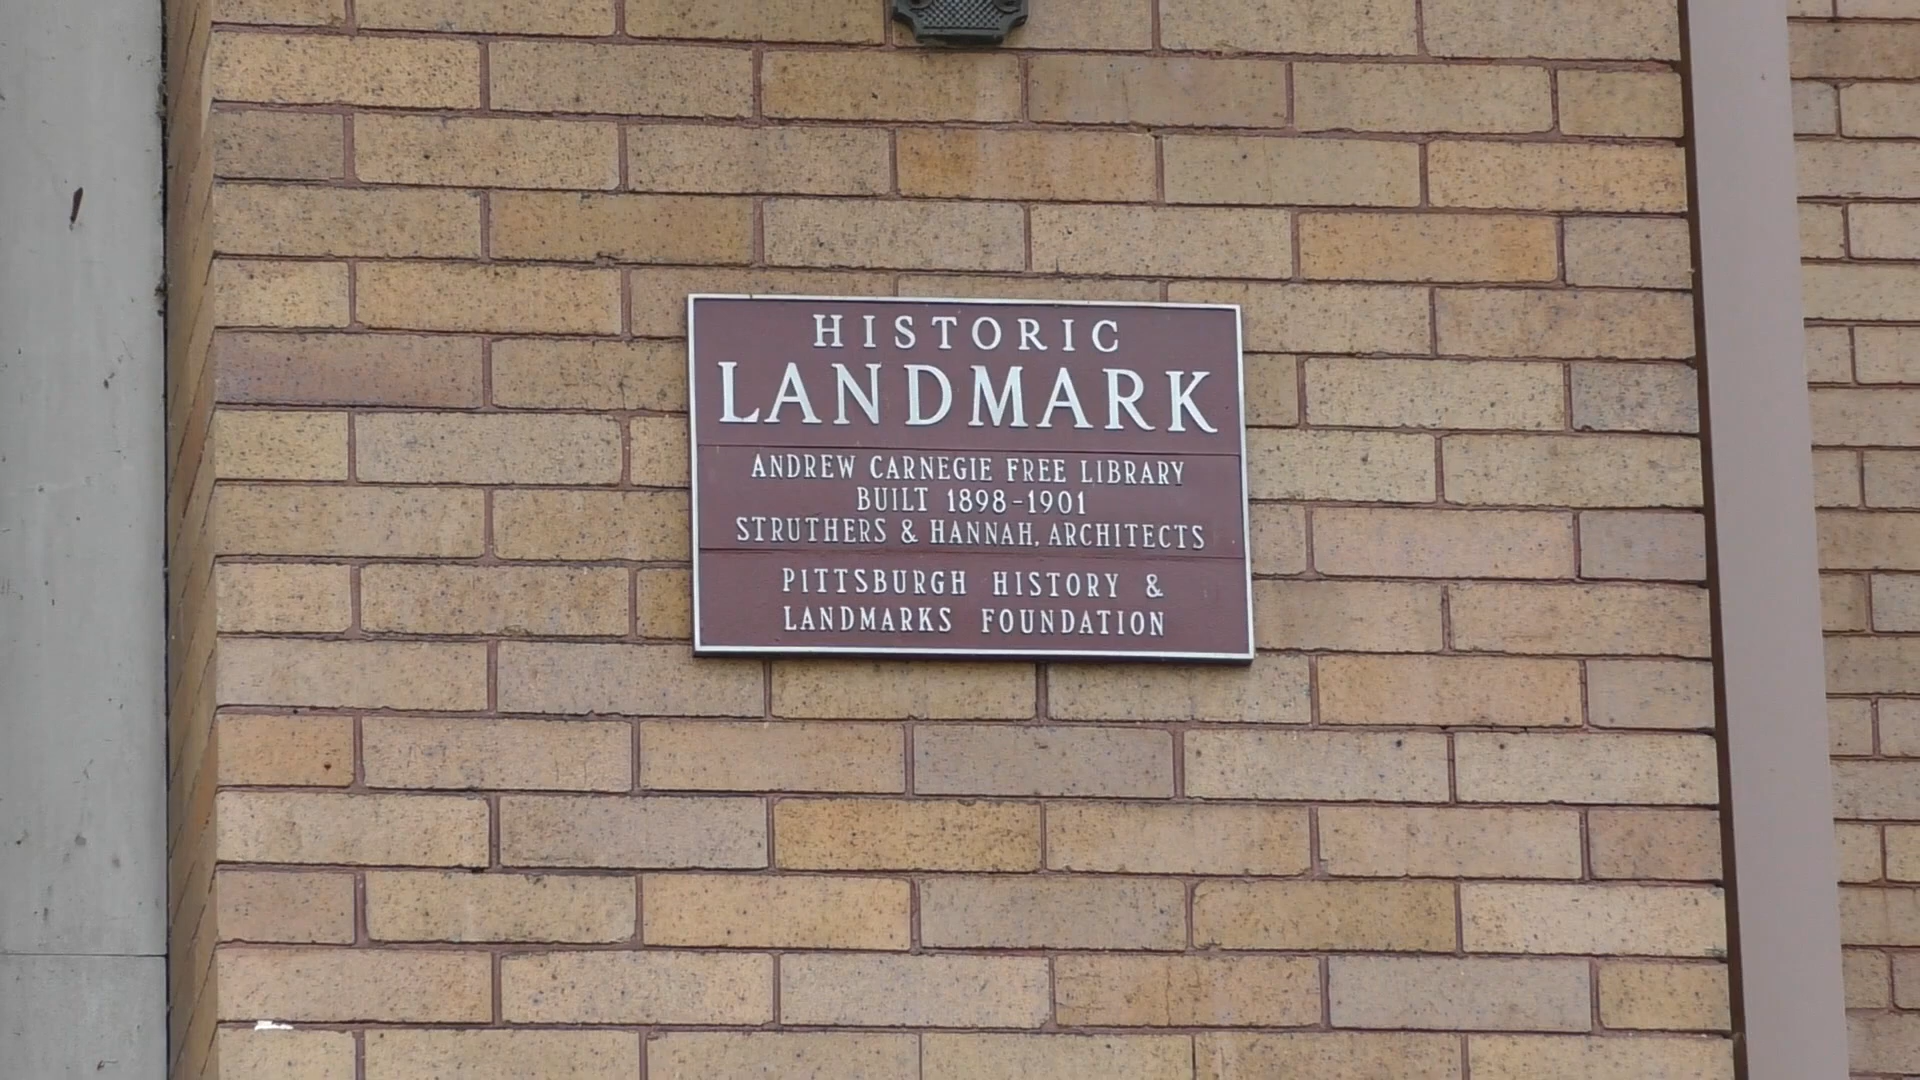 HISTORIC
LANDMARK
ANDREW CARNEGIE FREE LIBRARY
BUILT 1898-1901
STRUTHERS & HANNAH, ARCHITECTS
PITTSBURGH HISTORY &
LANDMARKS FOUNDATION